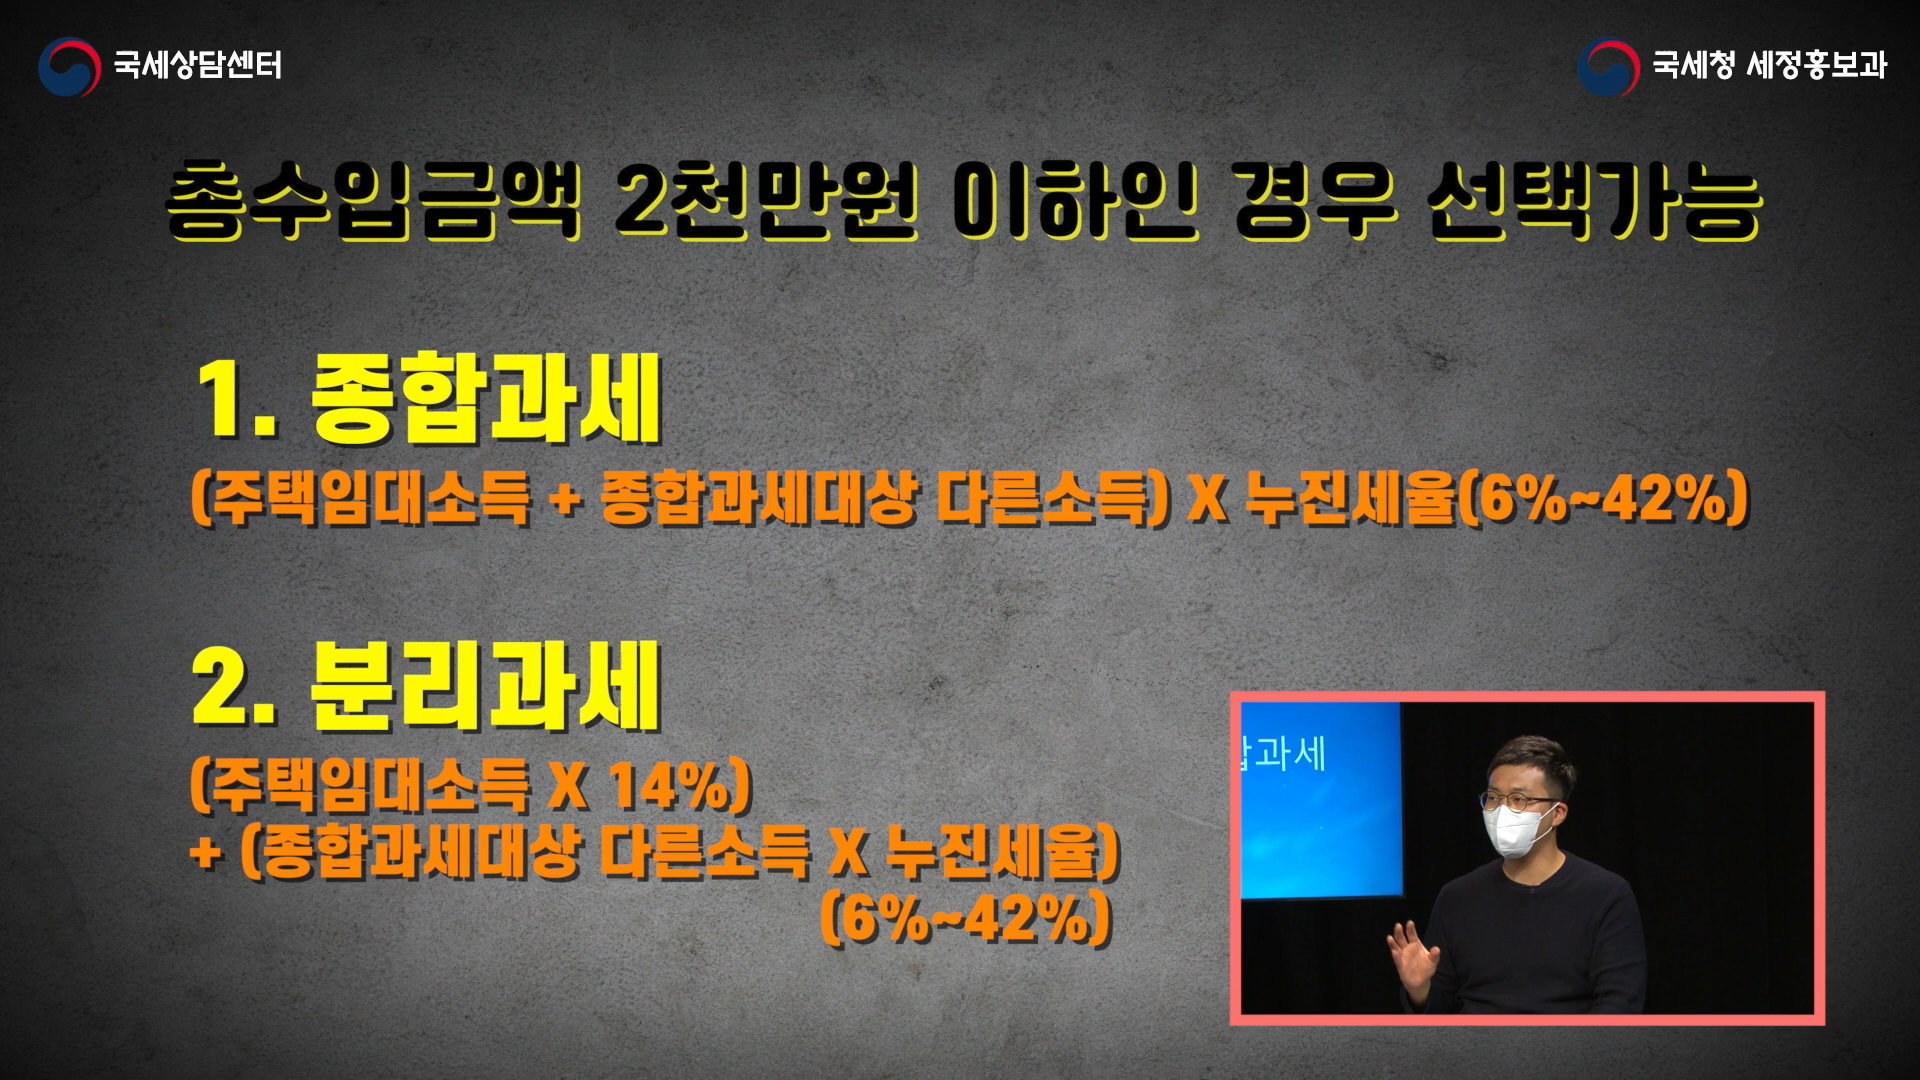 국세상담센터
국세청 세정홍보과
총수입금액 2천만원 이하인 경우 선택가능
1. 종합과세
(주택임대소득 + 종합과세대상 다른소득) X 누진세율(6%~42%)
2. 분리과세
(주택임대소득 X 14%)
+ (종합과세대상 다른소득 X 누진세율)
(6%~42%)
과세